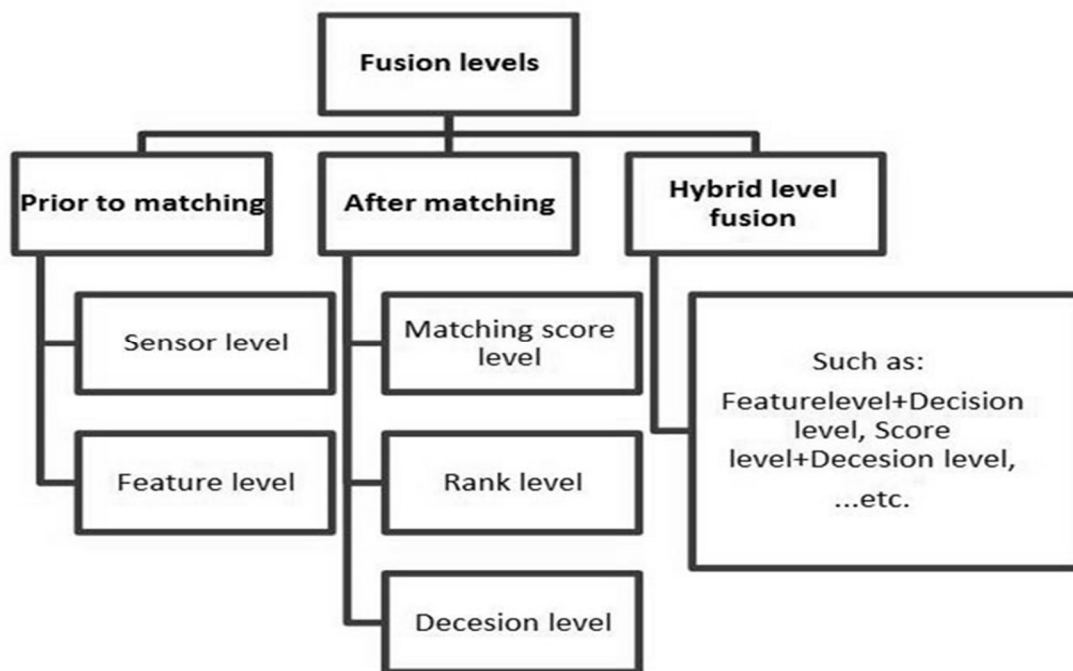 Fusion levels
Prior to matching
After matching
Hybrid level
fusion
Sensor level
Feature level
Matching score
level
Rank level
Decesion level
Such as:
Featurelevel+Decision
level, Score
level+Decesion level,
...etc.